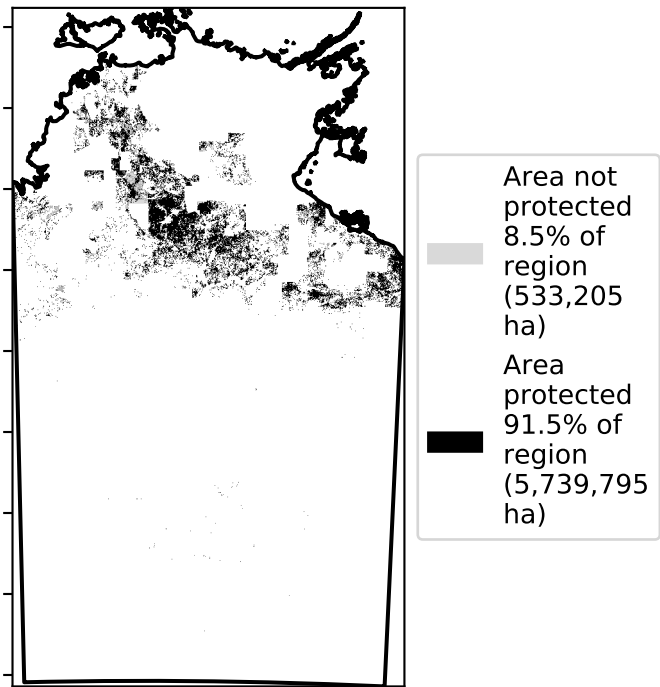 Area not
protected
8.5% of
region
(533,205
ha)
Area
protected
91.5% of
region
(5,739,795
ha)